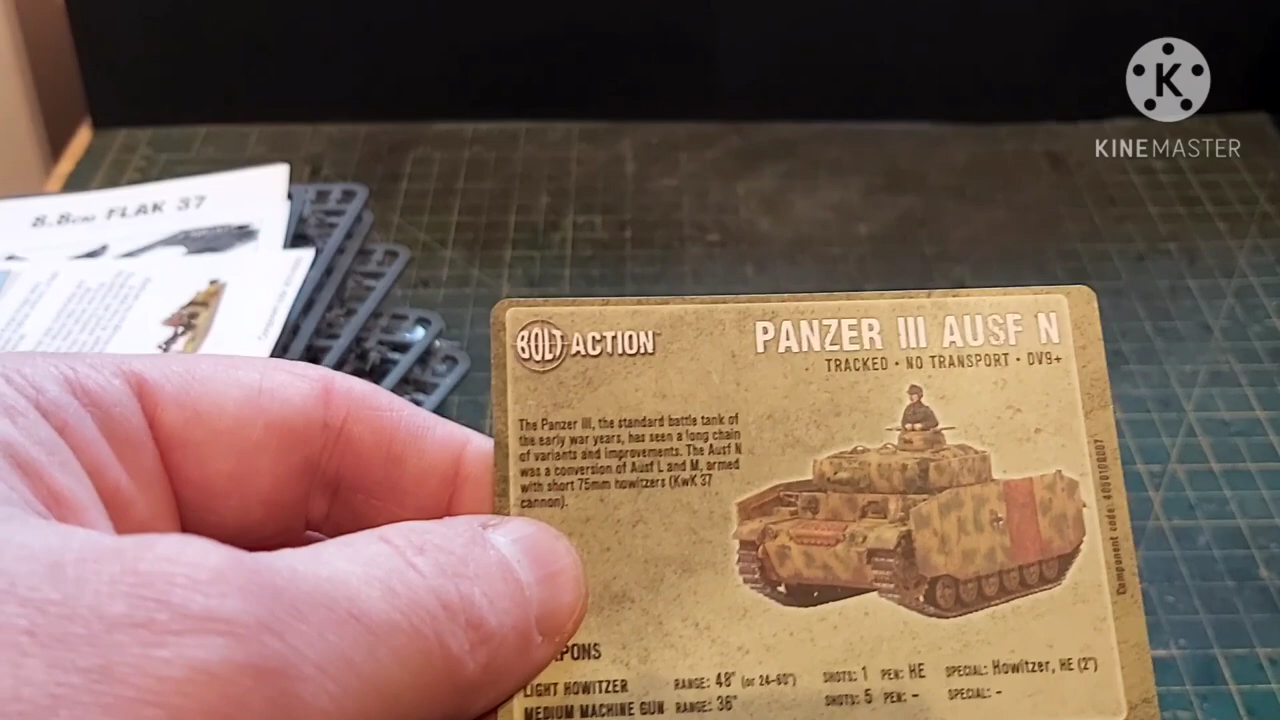 KINEMASTER
8.8cm FLAK 37
BOLT ACTION
PANZER III AUSF N
TRACKED • NO TRANSPORT • DV9+
The Panzer III, the standard battle tank of
the early war years, has seen a long chain
of variants and improvements. The Ausf N
was a conversion of Ausf L and M, armed
with short 75mm howitzers (KwK 37
cannon).
LIGHT HOWITZER RANGE: 48" (or 24-60") SHOTS: 1 PEN: HE SPECIAL: Howitzer, HE (2")
MEDIUM MACHINE GUN RANGE: 36" SHOTS: 5 PEN: - SPECIAL: -
Component code: